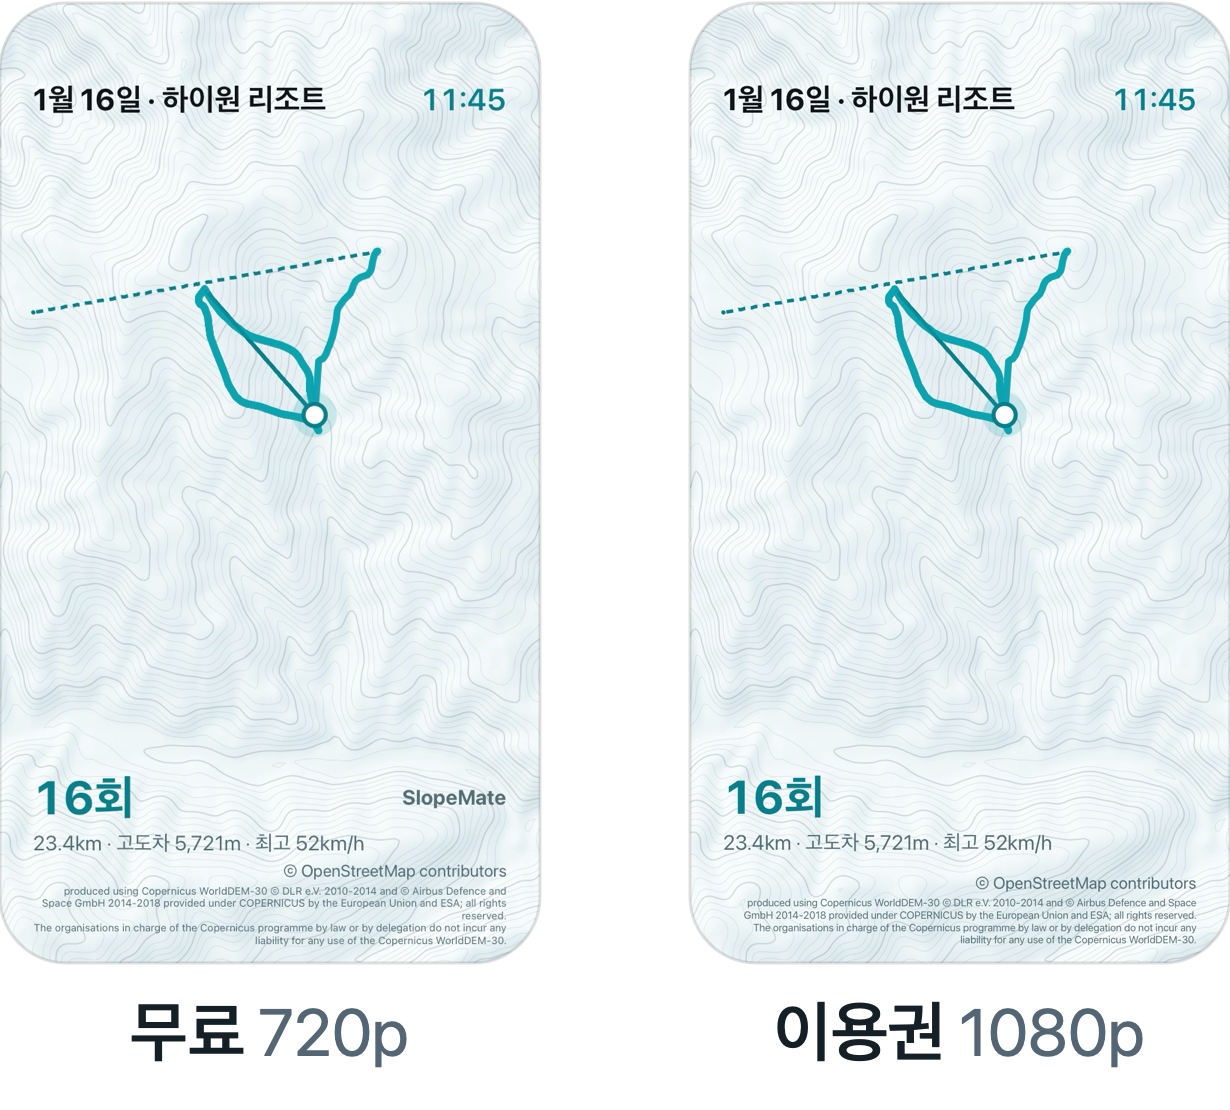 1월 16일 · 하이원 리조트 11:45
16회 SlopeMate
23.4km · 고도차 5,721m · 최고 52km/h
© OpenStreetMap contributors
produced using Copernicus WorldDEM-30 © DLR e.V. 2010-2014 and © Airbus Defence and
Space GmbH 2014-2018 provided under COPERNICUS by the European Union and ESA; all rights
reserved.
The organisations in charge of the Copernicus programme by law or by delegation do not incur any
liability for any use of the Copernicus WorldDEM-30.
무료 720p
1월 16일 · 하이원 리조트 11:45
16회
23.4km · 고도차 5,721m · 최고 52km/h
© OpenStreetMap contributors
produced using Copernicus WorldDEM-30 © DLR e.V. 2010-2014 and © Airbus Defence and Space
GmbH 2014-2018 provided under COPERNICUS by the European Union and ESA; all rights reserved.
The organisations in charge of the Copernicus programme by law or by delegation do not incur any
liability for any use of the Copernicus WorldDEM-30.
이용권 1080p